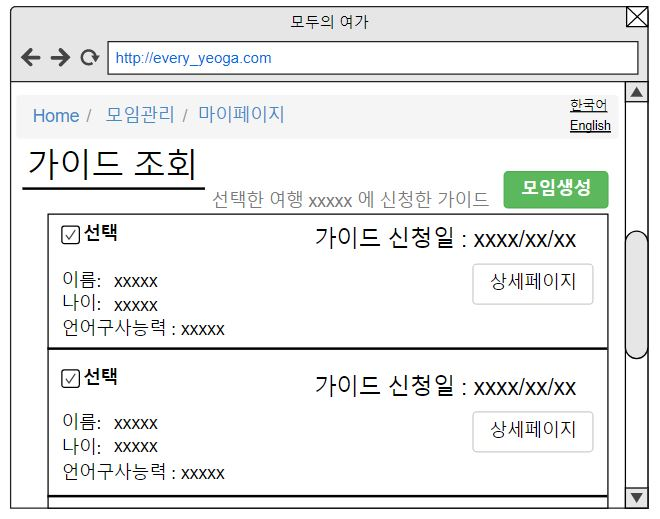 모두의 여가
http://every_yeoga.com
Home / 모임관리 / 마이페이지
한국어
English
가이드 조회
선택한 여행 xxxxx 에 신청한 가이드
모임생성
선택
가이드 신청일 : xxxx/xx/xx
상세페이지
이름: xxxxx
나이: xxxxx
언어구사능력 : xxxxx
선택
가이드 신청일 : xxxx/xx/xx
상세페이지
이름: xxxxx
나이: xxxxx
언어구사능력 : xxxxx